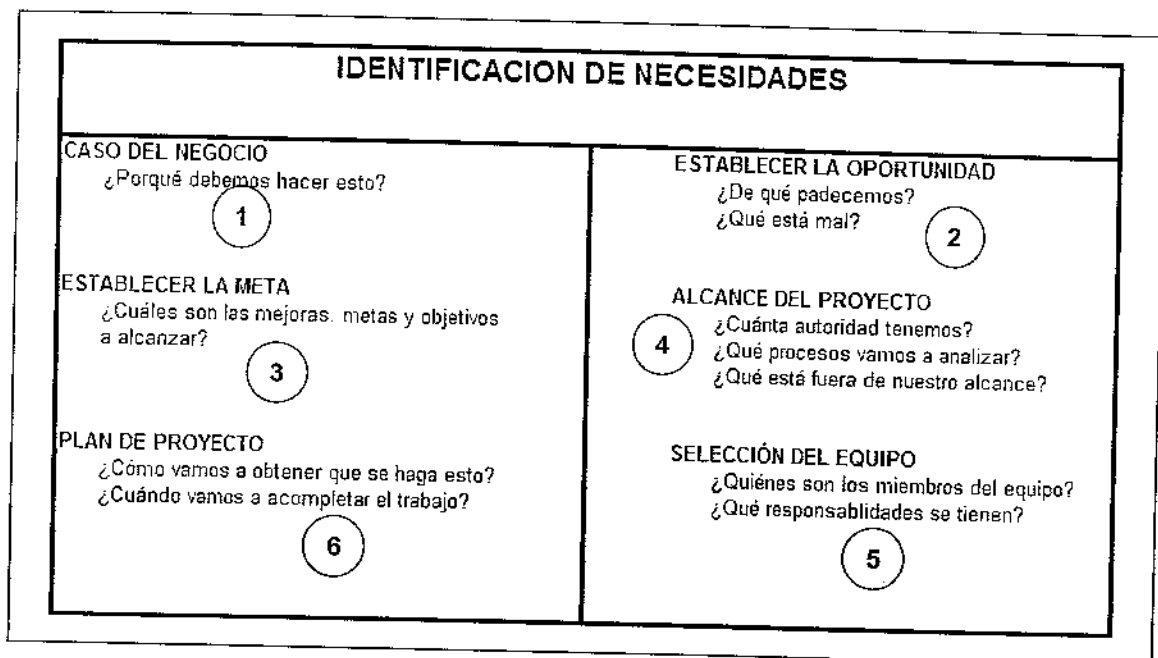 IDENTIFICACION DE NECESIDADES
CASO DEL NEGOCIO
¿Porqué debemos hacer esto?
1
ESTABLECER LA OPORTUNIDAD
¿De qué padecemos?
¿Qué está mal?
2
ESTABLECER LA META
¿Cuáles son las mejoras. metas y objetivos
a alcanzar?
3
ALCANCE DEL PROYECTO
¿Cuánta autoridad tenemos?
4
¿Qué procesos vamos a analizar?
¿Qué está fuera de nuestro alcance?
PLAN DE PROYECTO
¿Cómo vamos a obtener que se haga esto?
¿Cuándo vamos a acompletar el trabajo?
6
SELECCIÓN DEL EQUIPO
¿Quiénes son los miembros del equipo?
¿Qué responsablidades se tienen?
5